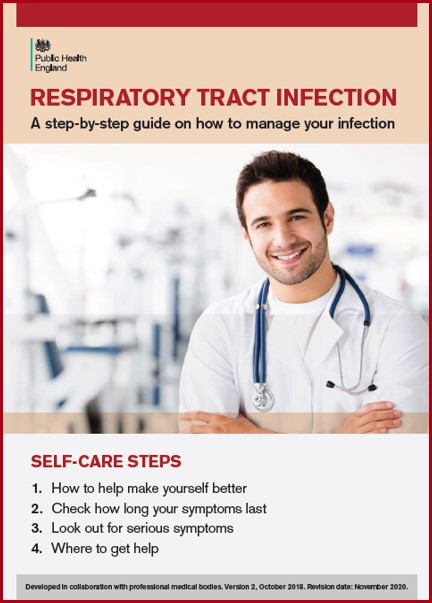 Public Health
England
RESPIRATORY TRACT INFECTION
A step-by-step guide on how to manage your infection
SELF-CARE STEPS
1. How to help make yourself better
2. Check how long your symptoms last
3. Look out for serious symptoms
4. Where to get help
Developed in collaboration with professional medical bodies. Version 2, October 2018. Revision date: November 2020.